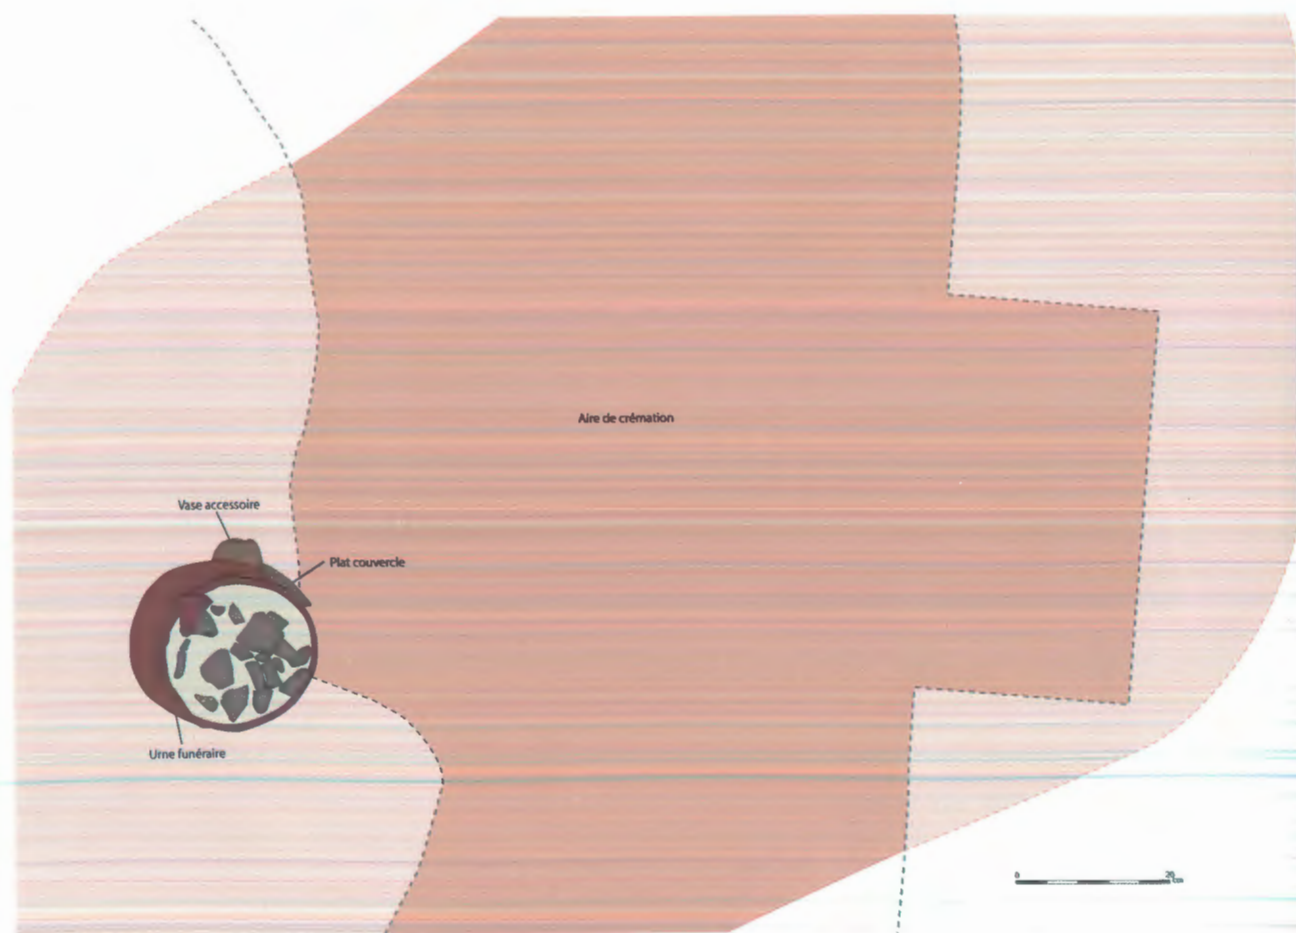 Aire de crémation
Vase accessoire
Plat couvercle
Urne funéraire
0 20
cm